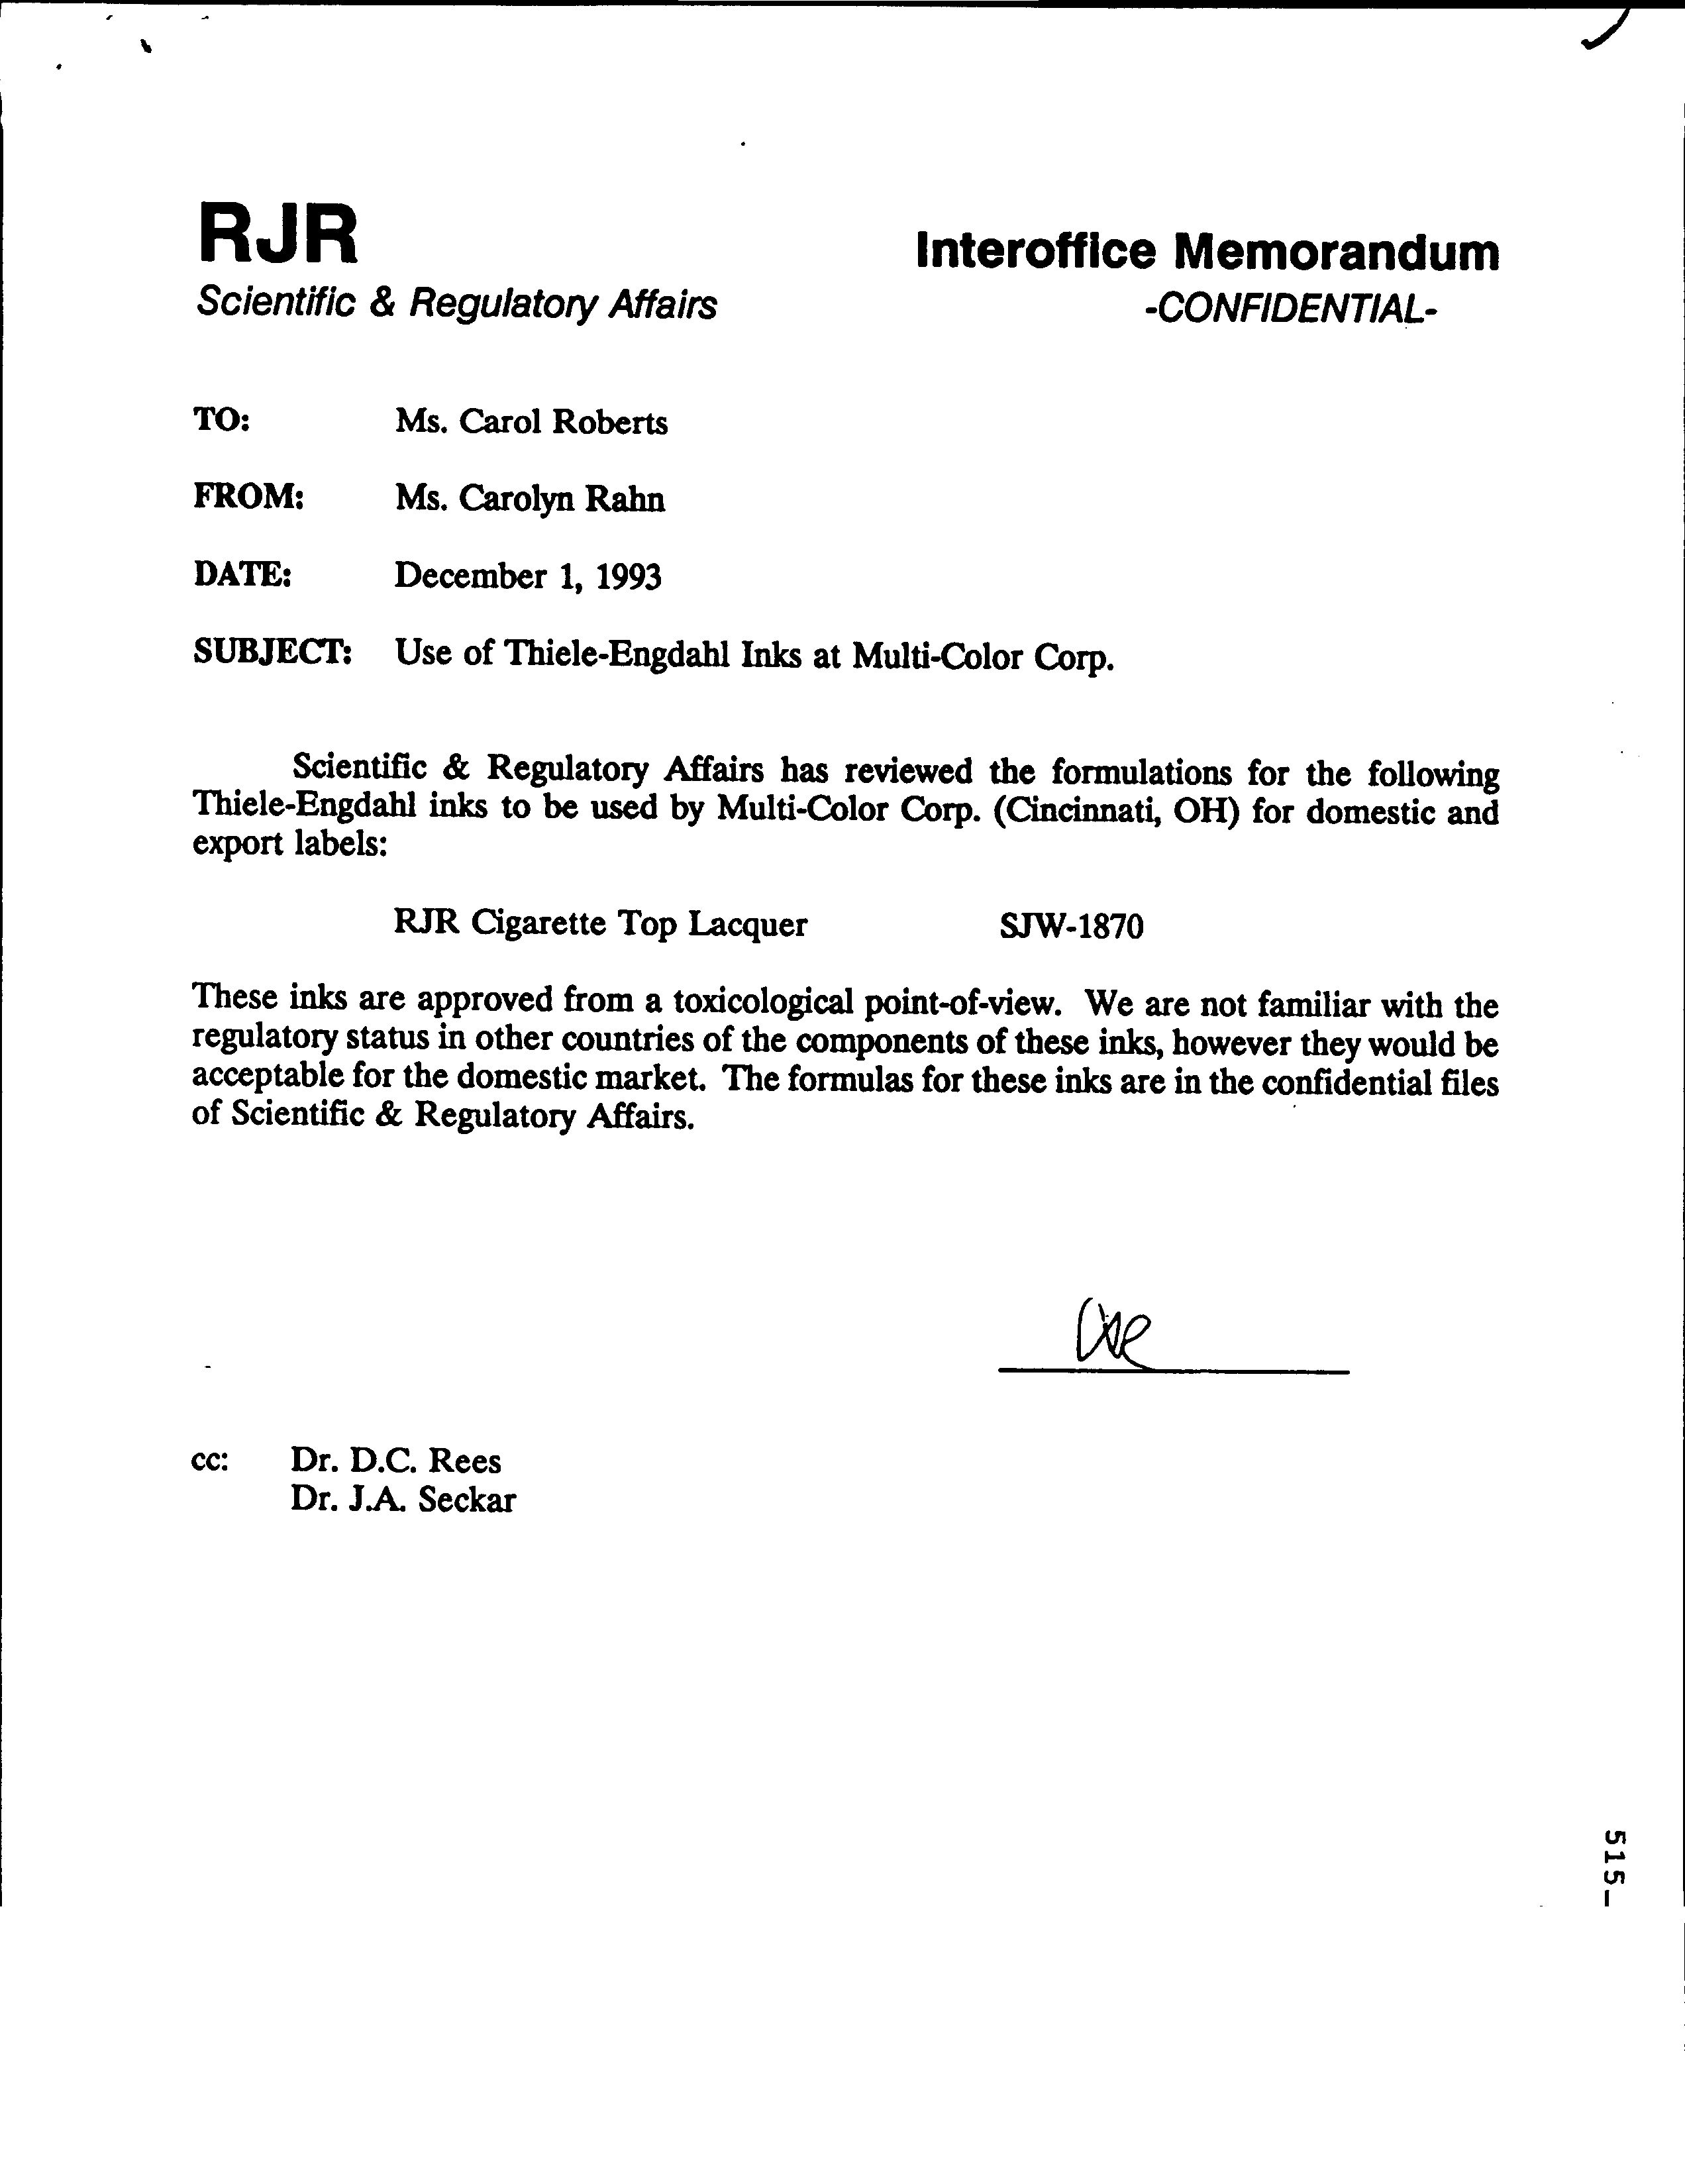 RJR
Interoffice Memorandum
Scientific & Regulatory Affairs
-CONFIDENTIAL-
TO: Ms. Carol Roberts
FROM: Ms. Carolyn Rahn
DATE: December 1, 1993
SUBJECT: Use of Thiele-Engdahl Inks at Multi-Color Corp.
Scientific & Regulatory Affairs has reviewed the formulations for the following
Thiele-Engdahl inks to be used by Multi-Color Corp. (Cincinnati, OH) for domestic and
export labels:
RJR Cigarette Top Lacquer SJW-1870
These inks are approved from a toxicological point-of-view. We are not familiar with the
regulatory status in other countries of the components of these inks, however they would be
acceptable for the domestic market. The formulas for these inks are in the confidential files
of Scientific & Regulatory Affairs.
cc: Dr. D.C. Rees
Dr. J.A. Seckar
515-